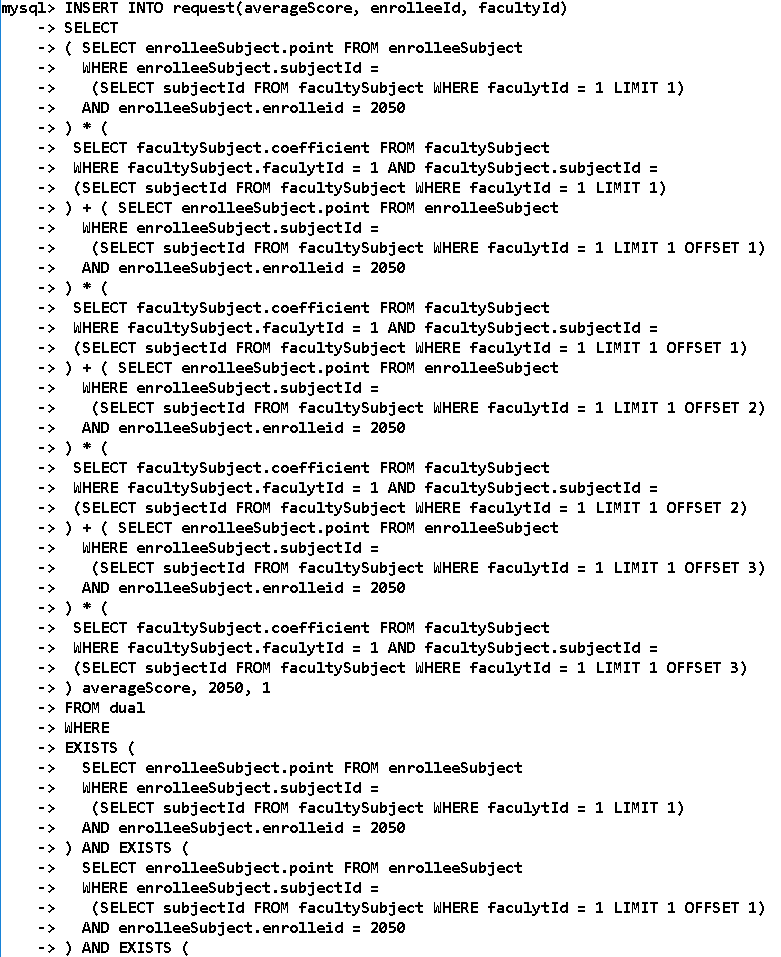 mysql> INSERT INTO request(averageScore, enrolleeId, facultyId)
    -> SELECT
    -> ( SELECT enrolleeSubject.point FROM enrolleeSubject
    ->   WHERE enrolleeSubject.subjectId =
    ->    (SELECT subjectId FROM facultySubject WHERE faculytId = 1 LIMIT 1)
    ->   AND enrolleeSubject.enrolleid = 2050
    -> ) * (
    ->  SELECT facultySubject.coefficient FROM facultySubject
    ->  WHERE facultySubject.faculytId = 1 AND facultySubject.subjectId =
    ->  (SELECT subjectId FROM facultySubject WHERE faculytId = 1 LIMIT 1)
    -> ) + ( SELECT enrolleeSubject.point FROM enrolleeSubject
    ->   WHERE enrolleeSubject.subjectId =
    ->    (SELECT subjectId FROM facultySubject WHERE faculytId = 1 LIMIT 1 OFFSET 1)
    ->   AND enrolleeSubject.enrolleid = 2050
    -> ) * (
    ->  SELECT facultySubject.coefficient FROM facultySubject
    ->  WHERE facultySubject.faculytId = 1 AND facultySubject.subjectId =
    ->  (SELECT subjectId FROM facultySubject WHERE faculytId = 1 LIMIT 1 OFFSET 1)
    -> ) + ( SELECT enrolleeSubject.point FROM enrolleeSubject
    ->   WHERE enrolleeSubject.subjectId =
    ->    (SELECT subjectId FROM facultySubject WHERE faculytId = 1 LIMIT 1 OFFSET 2)
    ->   AND enrolleeSubject.enrolleid = 2050
    -> ) * (
    ->  SELECT facultySubject.coefficient FROM facultySubject
    ->  WHERE facultySubject.faculytId = 1 AND facultySubject.subjectId =
    ->  (SELECT subjectId FROM facultySubject WHERE faculytId = 1 LIMIT 1 OFFSET 2)
    -> ) + ( SELECT enrolleeSubject.point FROM enrolleeSubject
    ->   WHERE enrolleeSubject.subjectId =
    ->    (SELECT subjectId FROM facultySubject WHERE faculytId = 1 LIMIT 1 OFFSET 3)
    ->   AND enrolleeSubject.enrolleid = 2050
    -> ) * (
    ->  SELECT facultySubject.coefficient FROM facultySubject
    ->  WHERE facultySubject.faculytId = 1 AND facultySubject.subjectId =
    ->  (SELECT subjectId FROM facultySubject WHERE faculytId = 1 LIMIT 1 OFFSET 3)
    -> ) averageScore, 2050, 1
    -> FROM dual
    -> WHERE
    -> EXISTS (
    ->   SELECT enrolleeSubject.point FROM enrolleeSubject
    ->   WHERE enrolleeSubject.subjectId =
    ->    (SELECT subjectId FROM facultySubject WHERE faculytId = 1 LIMIT 1)
    ->   AND enrolleeSubject.enrolleid = 2050
    -> ) AND EXISTS (
    ->   SELECT enrolleeSubject.point FROM enrolleeSubject
    ->   WHERE enrolleeSubject.subjectId =
    ->    (SELECT subjectId FROM facultySubject WHERE faculytId = 1 LIMIT 1 OFFSET 1)
    ->   AND enrolleeSubject.enrolleid = 2050
    -> ) AND EXISTS (